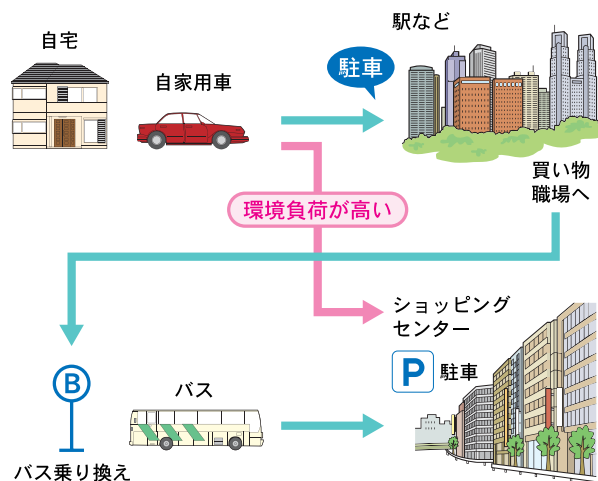 自宅
自家用車
駐車
駅など
買い物
職場へ
環境負荷が高い
ショッピング
センター
P 駐車
B
バス
バス乗り換え